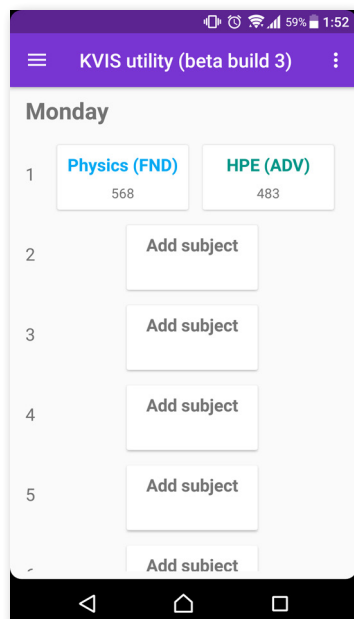 59% 1:52
KVIS utility (beta build 3)
Monday
1 Physics (FND) HPE (ADV)
568 483
2 Add subject
3 Add subject
4 Add subject
5 Add subject
Add subject